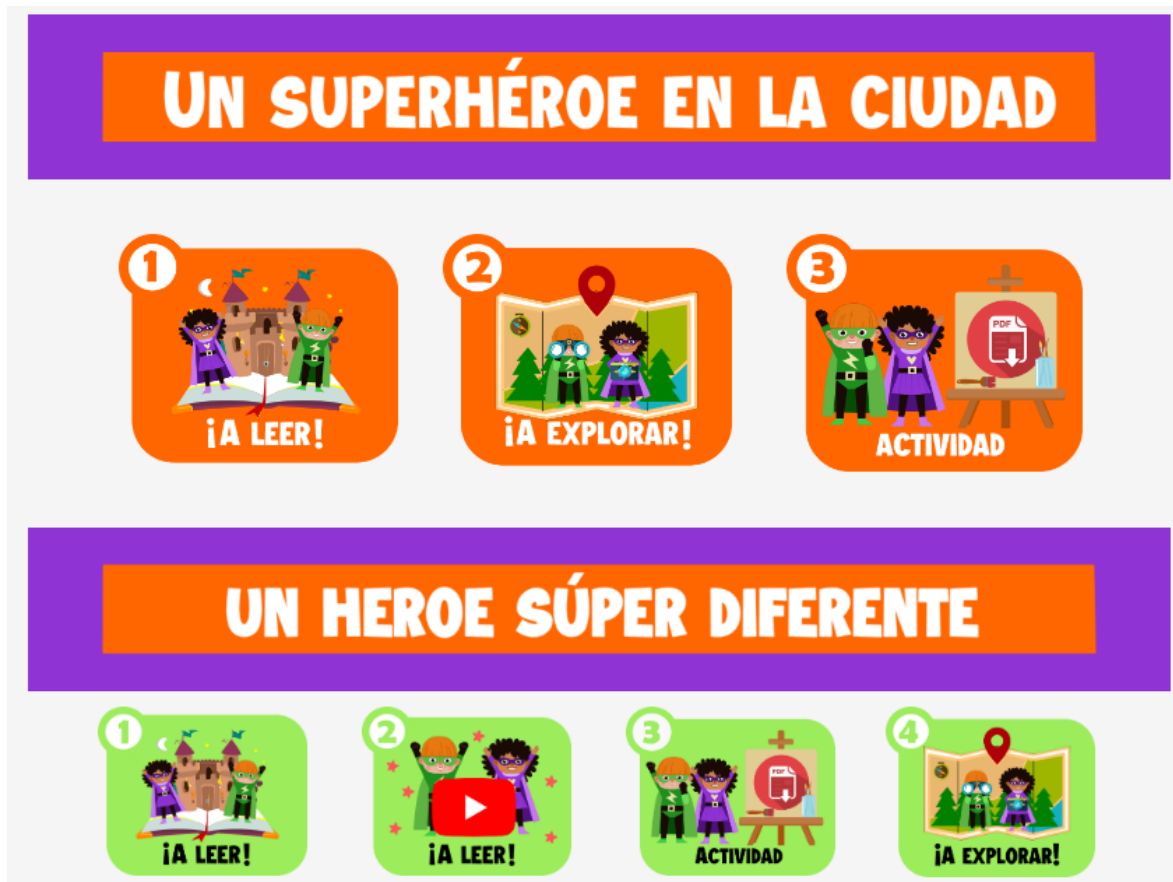 UN SUPERHÉROE EN LA CIUDAD
1
2
3
PDF
¡A LEER!
¡A EXPLORAR!
ACTIVIDAD
UN HEROE SÚPER DIFERENTE
1
2
3
4
PDF
¡A LEER!
¡A LEER!
ACTIVIDAD
¡A EXPLORAR!